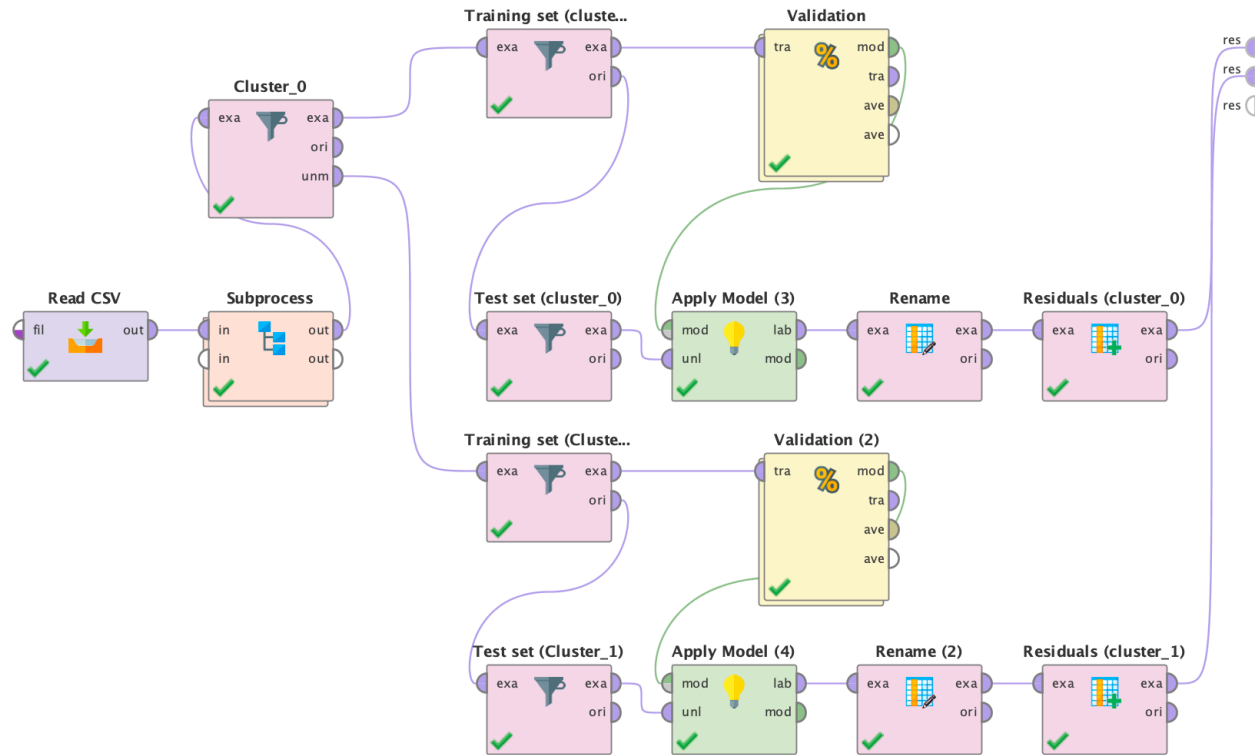 Training set (cluste...
exa exa
ori
Validation
tra mod
tra
ave
ave
res
res
res
Cluster_0
exa exa
ori
unm
Read CSV
fil out
Subprocess
in out
in out
Test set (cluster_0)
exa exa
ori
Apply Model (3)
mod lab
unl mod
Rename
exa exa
ori
Residuals (cluster_0)
exa exa
ori
Training set (Cluste...
exa exa
ori
Validation (2)
tra mod
tra
ave
ave
Test set (Cluster_1)
exa exa
ori
Apply Model (4)
mod lab
unl mod
Rename (2)
exa exa
ori
Residuals (cluster_1)
exa exa
ori